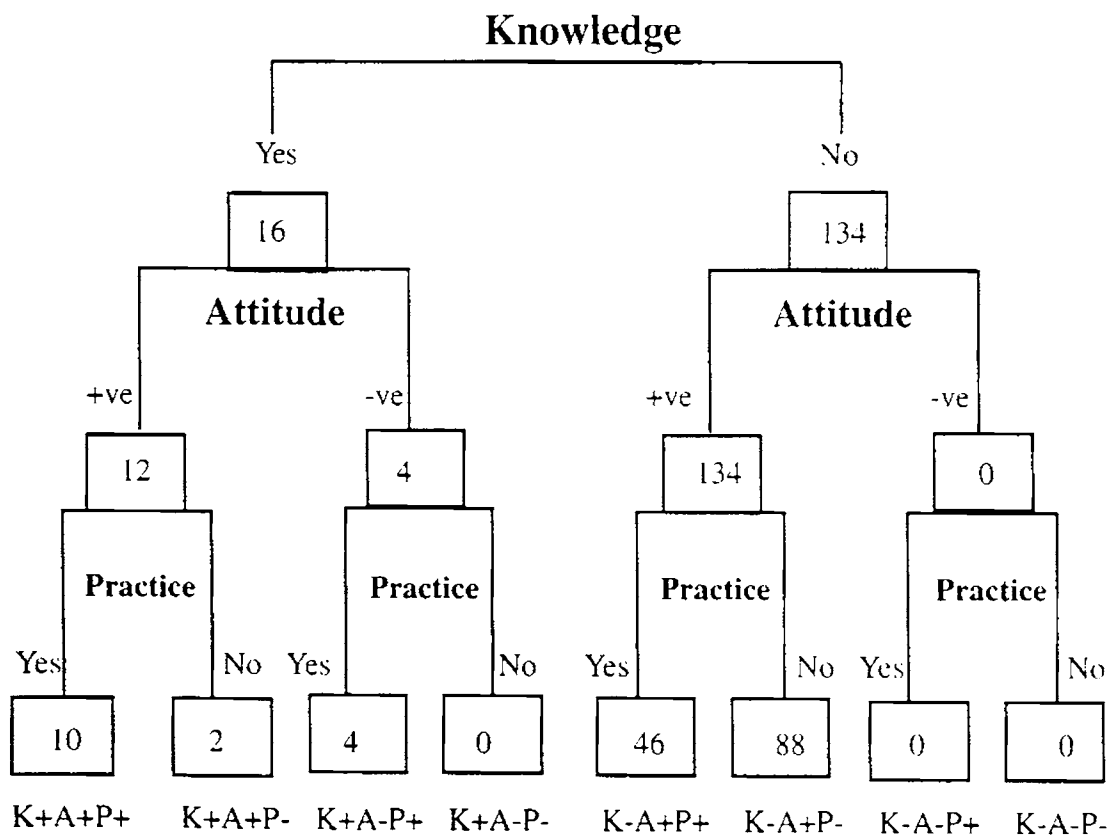 Knowledge
Yes No
16 134
Attitude Attitude
+ve -ve +ve -ve
12 4 134 0
Practice Practice Practice Practice
Yes No Yes No Yes No Yes No
10 2 4 0 46 88 0 0
K+A+P+ K+A+P- K+A-P+ K+A-P- K-A+P+ K-A+P- K-A-P+ K-A-P-